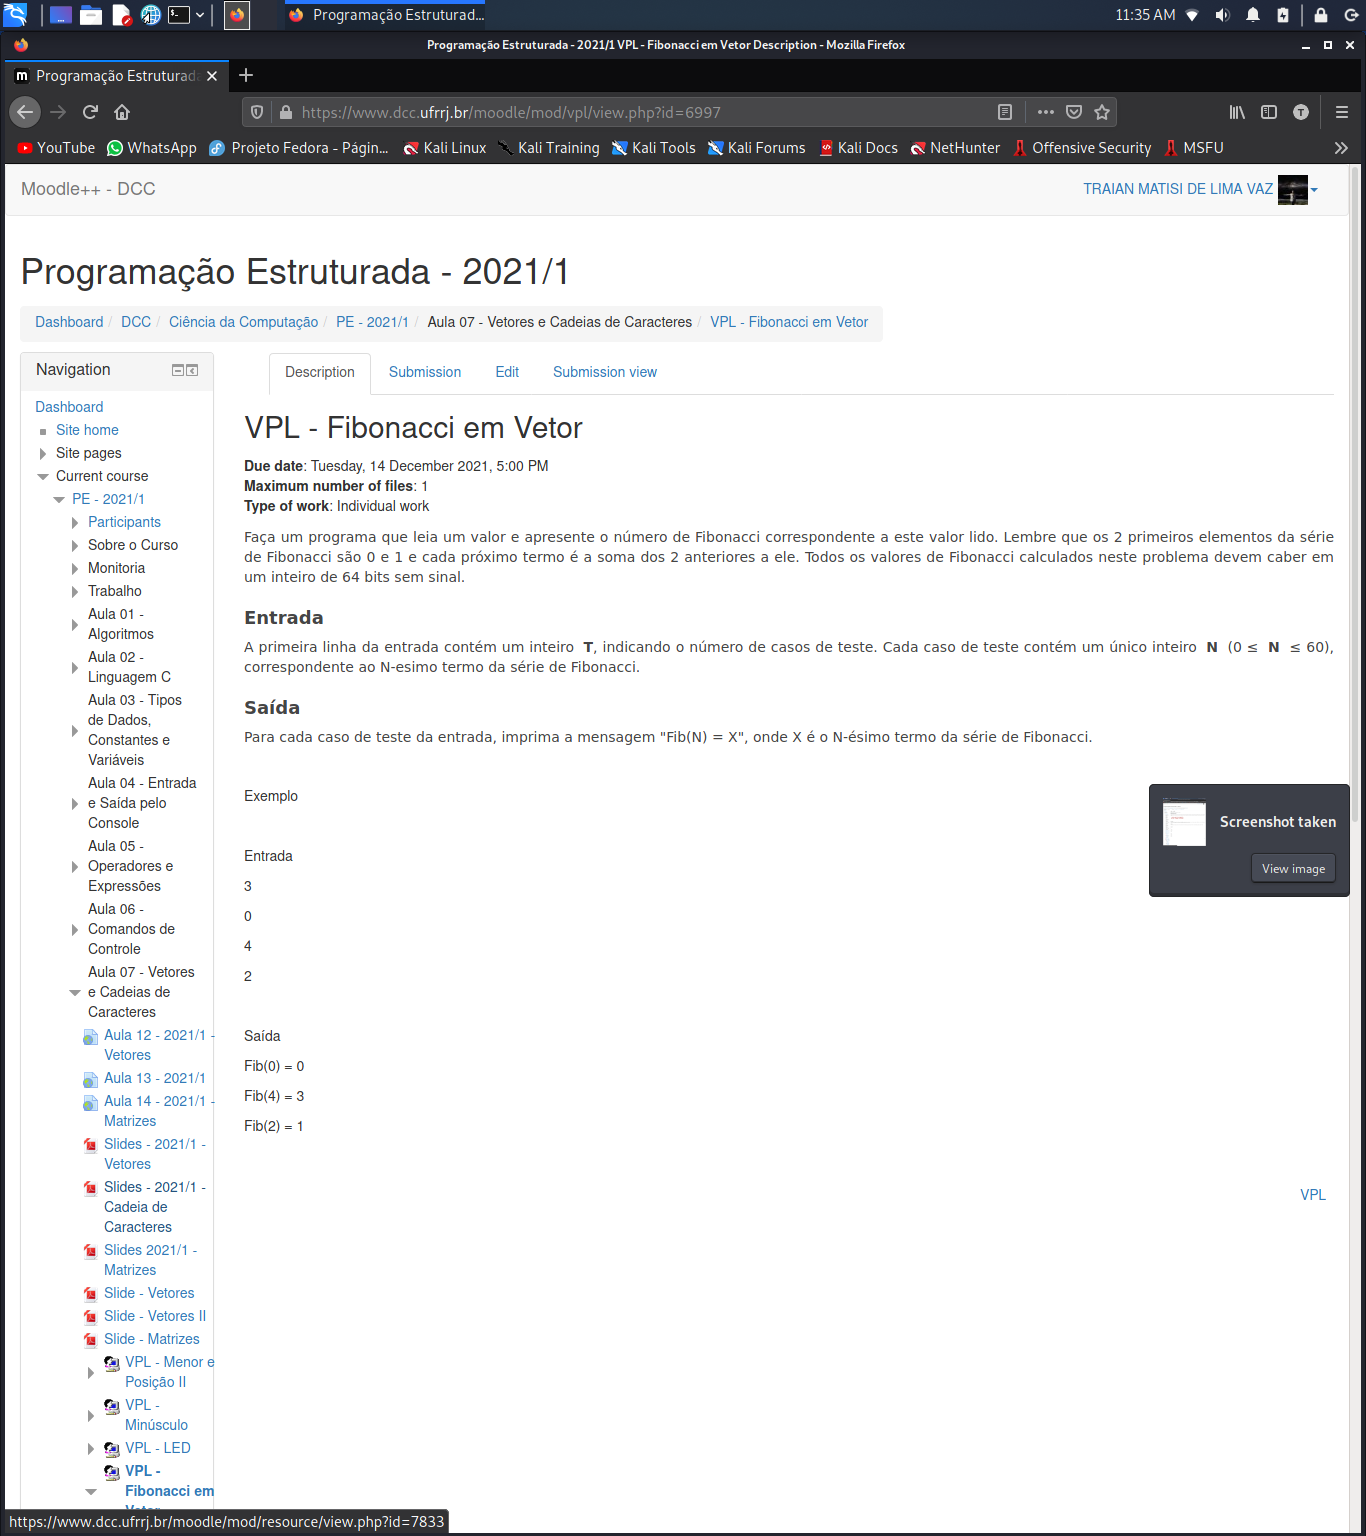 11:35 AM
Programação Estruturad...
Programação Estruturada - 2021/1 VPL - Fibonacci em Vetor Description - Mozilla Firefox
Programação Estruturada
https://www.dcc.ufrrj.br/moodle/mod/vpl/view.php?id=6997
T
YouTube WhatsApp Projeto Fedora - Págin... Kali Linux Kali Training Kali Tools Kali Forums Kali Docs NetHunter Offensive Security MSFU
Moodle++ - DCC
TRAIAN MATISI DE LIMA VAZ
Programação Estruturada - 2021/1
Dashboard / DCC / Ciência da Computação / PE - 2021/1 / Aula 07 - Vetores e Cadeias de Caracteres / VPL - Fibonacci em Vetor
Navigation
Dashboard
Site home
Site pages
Current course
PE - 2021/1
Participants
Sobre o Curso
Monitoria
Trabalho
Aula 01 -
Algoritmos
Aula 02 -
Linguagem C
Aula 03 - Tipos
de Dados,
Constantes e
Variáveis
Aula 04 - Entrada
e Saída pelo
Console
Aula 05 -
Operadores e
Expressões
Aula 06 -
Comandos de
Controle
Aula 07 - Vetores
e Cadeias de
Caracteres
Aula 12 - 2021/1 -
Vetores
Aula 13 - 2021/1
Aula 14 - 2021/1 -
Matrizes
Slides - 2021/1 -
Vetores
Slides - 2021/1 -
Cadeia de
Caracteres
Slides 2021/1 -
Matrizes
Slide - Vetores
Slide - Vetores II
Slide - Matrizes
VPL - Menor e
Posição II
VPL -
Minúsculo
VPL - LED
VPL -
Fibonacci em
Vetor
Description Submission Edit Submission view
VPL - Fibonacci em Vetor
Due date: Tuesday, 14 December 2021, 5:00 PM
Maximum number of files: 1
Type of work: Individual work
Faça um programa que leia um valor e apresente o número de Fibonacci correspondente a este valor lido. Lembre que os 2 primeiros elementos da série
de Fibonacci são 0 e 1 e cada próximo termo é a soma dos 2 anteriores a ele. Todos os valores de Fibonacci calculados neste problema devem caber em
um inteiro de 64 bits sem sinal.
Entrada
A primeira linha da entrada contém um inteiro T, indicando o número de casos de teste. Cada caso de teste contém um único inteiro N (0 ≤ N ≤ 60),
correspondente ao N-esimo termo da série de Fibonacci.
Saída
Para cada caso de teste da entrada, imprima a mensagem "Fib(N) = X", onde X é o N-ésimo termo da série de Fibonacci.
Exemplo
Entrada
3
0
4
2
Saída
Fib(0) = 0
Fib(4) = 3
Fib(2) = 1
VPL
Screenshot taken
View image
https://www.dcc.ufrrj.br/moodle/mod/resource/view.php?id=7833